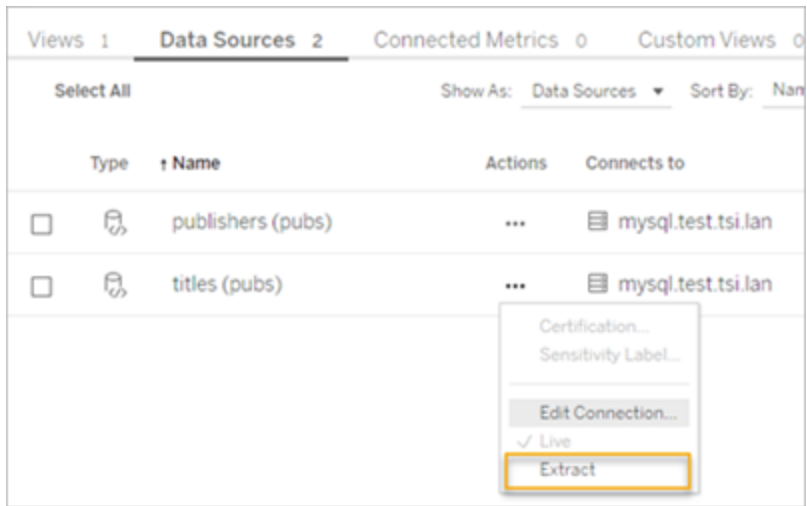 Views 1 Data Sources 2 Connected Metrics 0 Custom Views 0
Select All Show As: Data Sources Sort By: Nam
Type ↑ Name Actions Connects to
publishers (pubs) ... mysql.test.tsi.lan
titles (pubs) ... mysql.test.tsi.lan
Certification...
Sensitivity Label...
Edit Connection...
✓ Live
Extract